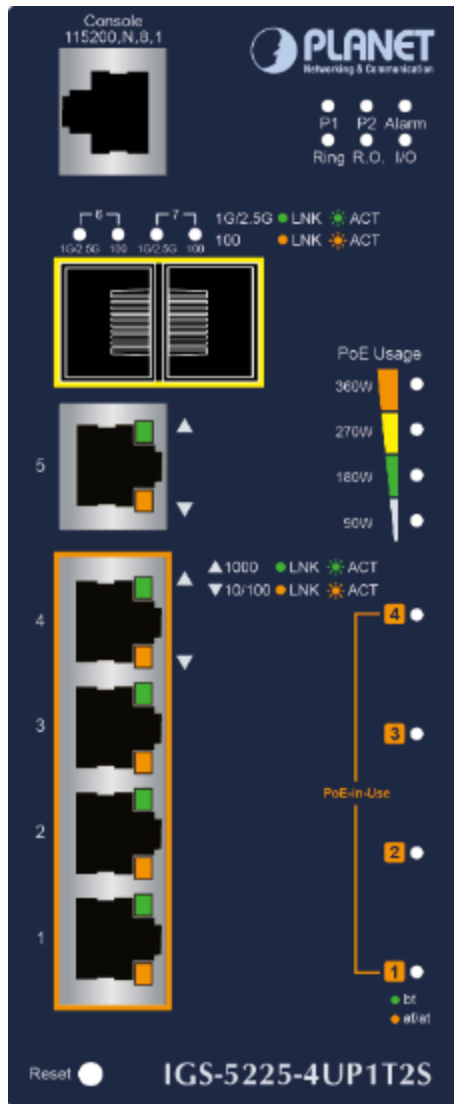 Console
115200,N,8,1
PLANET
Networking & Communication
P1 P2 Alarm
Ring R.O. I/O
6 7
1G/2.5G 100 1G/2.5G 100
1G/2.5G LNK ACT
100 LNK ACT
PoE Usage
360W
270W
180W
90W
5
▲1000 LNK ACT
▼10/100 LNK ACT
4
3
2
1
4
3
PoE-in-Use
2
1
bt
af/at
Reset
IGS-5225-4UP1T2S